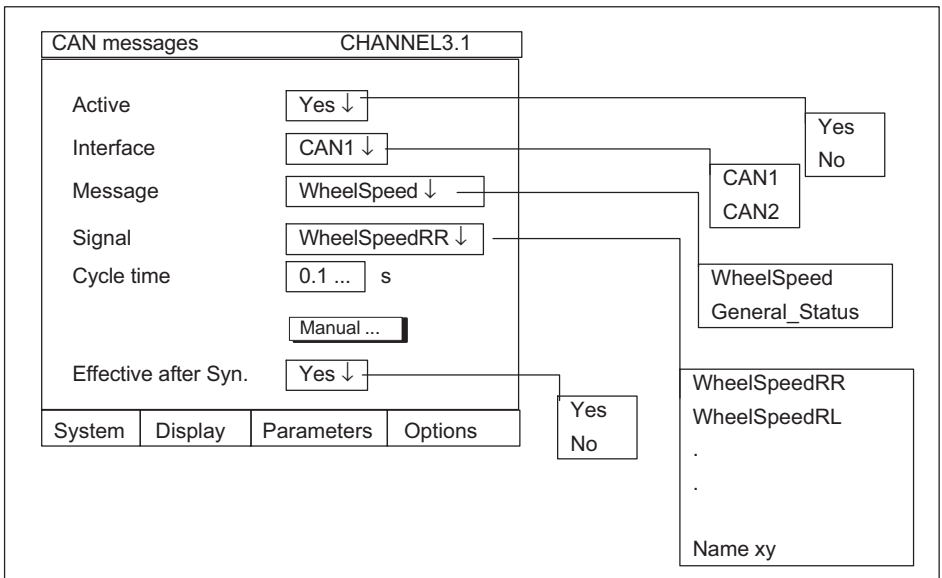 CAN messages CHANNEL3.1
Active Yes ↓
Yes
No
Interface CAN1 ↓
CAN1
CAN2
Message WheelSpeed ↓
WheelSpeed
General_Status
Signal WheelSpeedRR ↓
WheelSpeedRR
WheelSpeedRL
.
.
Name xy
Cycle time 0.1 ... s
Manual ...
Effective after Syn. Yes ↓
Yes
No
System Display Parameters Options